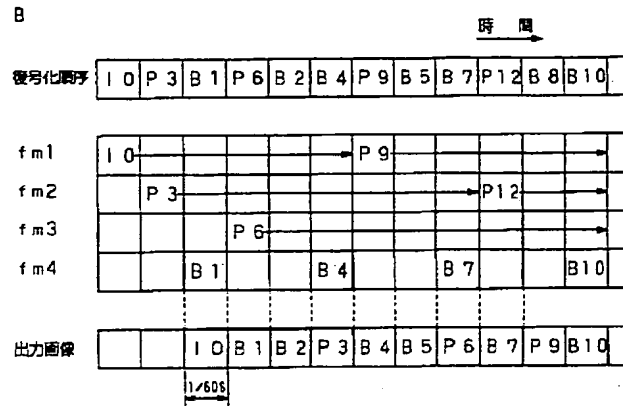 B
時 間
復号化順序 I 0 P 3 B 1 P 6 B 2 B 4 P 9 B 5 B 7 P12 B 8 B10
fm1 I 0 P 9
fm2 P 3 P12
fm3 P 6
fm4 B 1 B 4 B 7 B10
出力画像 I 0 B 1 B 2 P 3 B 4 B 5 P 6 B 7 P 9 B10
1/60s